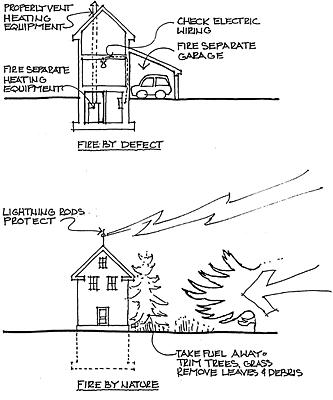 PROPERLY VENT
HEATING
EQUIPMENT
CHECK ELECTRIC
WIRING
FIRE SEPARATE
GARAGE
FIRE SEPARATE
HEATING
EQUIPMENT
FIRE BY DEFECT
LIGHTNING RODS
PROTECT
TAKE FUEL AWAY-
TRIM TREES, GRASS
REMOVE LEAVES & DEBRIS
FIRE BY NATURE